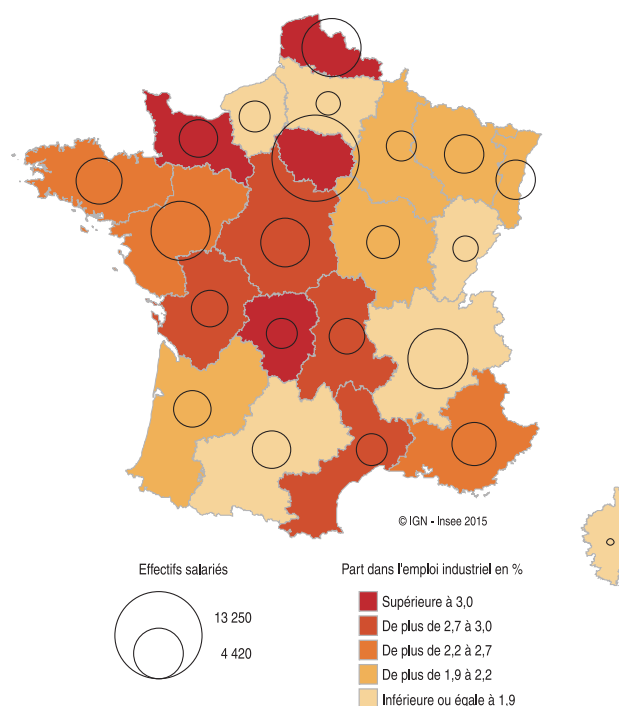 © IGN - Insee 2015
Effectifs salariés
13 250
4 420
Part dans l'emploi industriel en %
Supérieure à 3,0
De plus de 2,7 à 3,0
De plus de 2,2 à 2,7
De plus de 1,9 à 2,2
Inférieure ou égale à 1,9